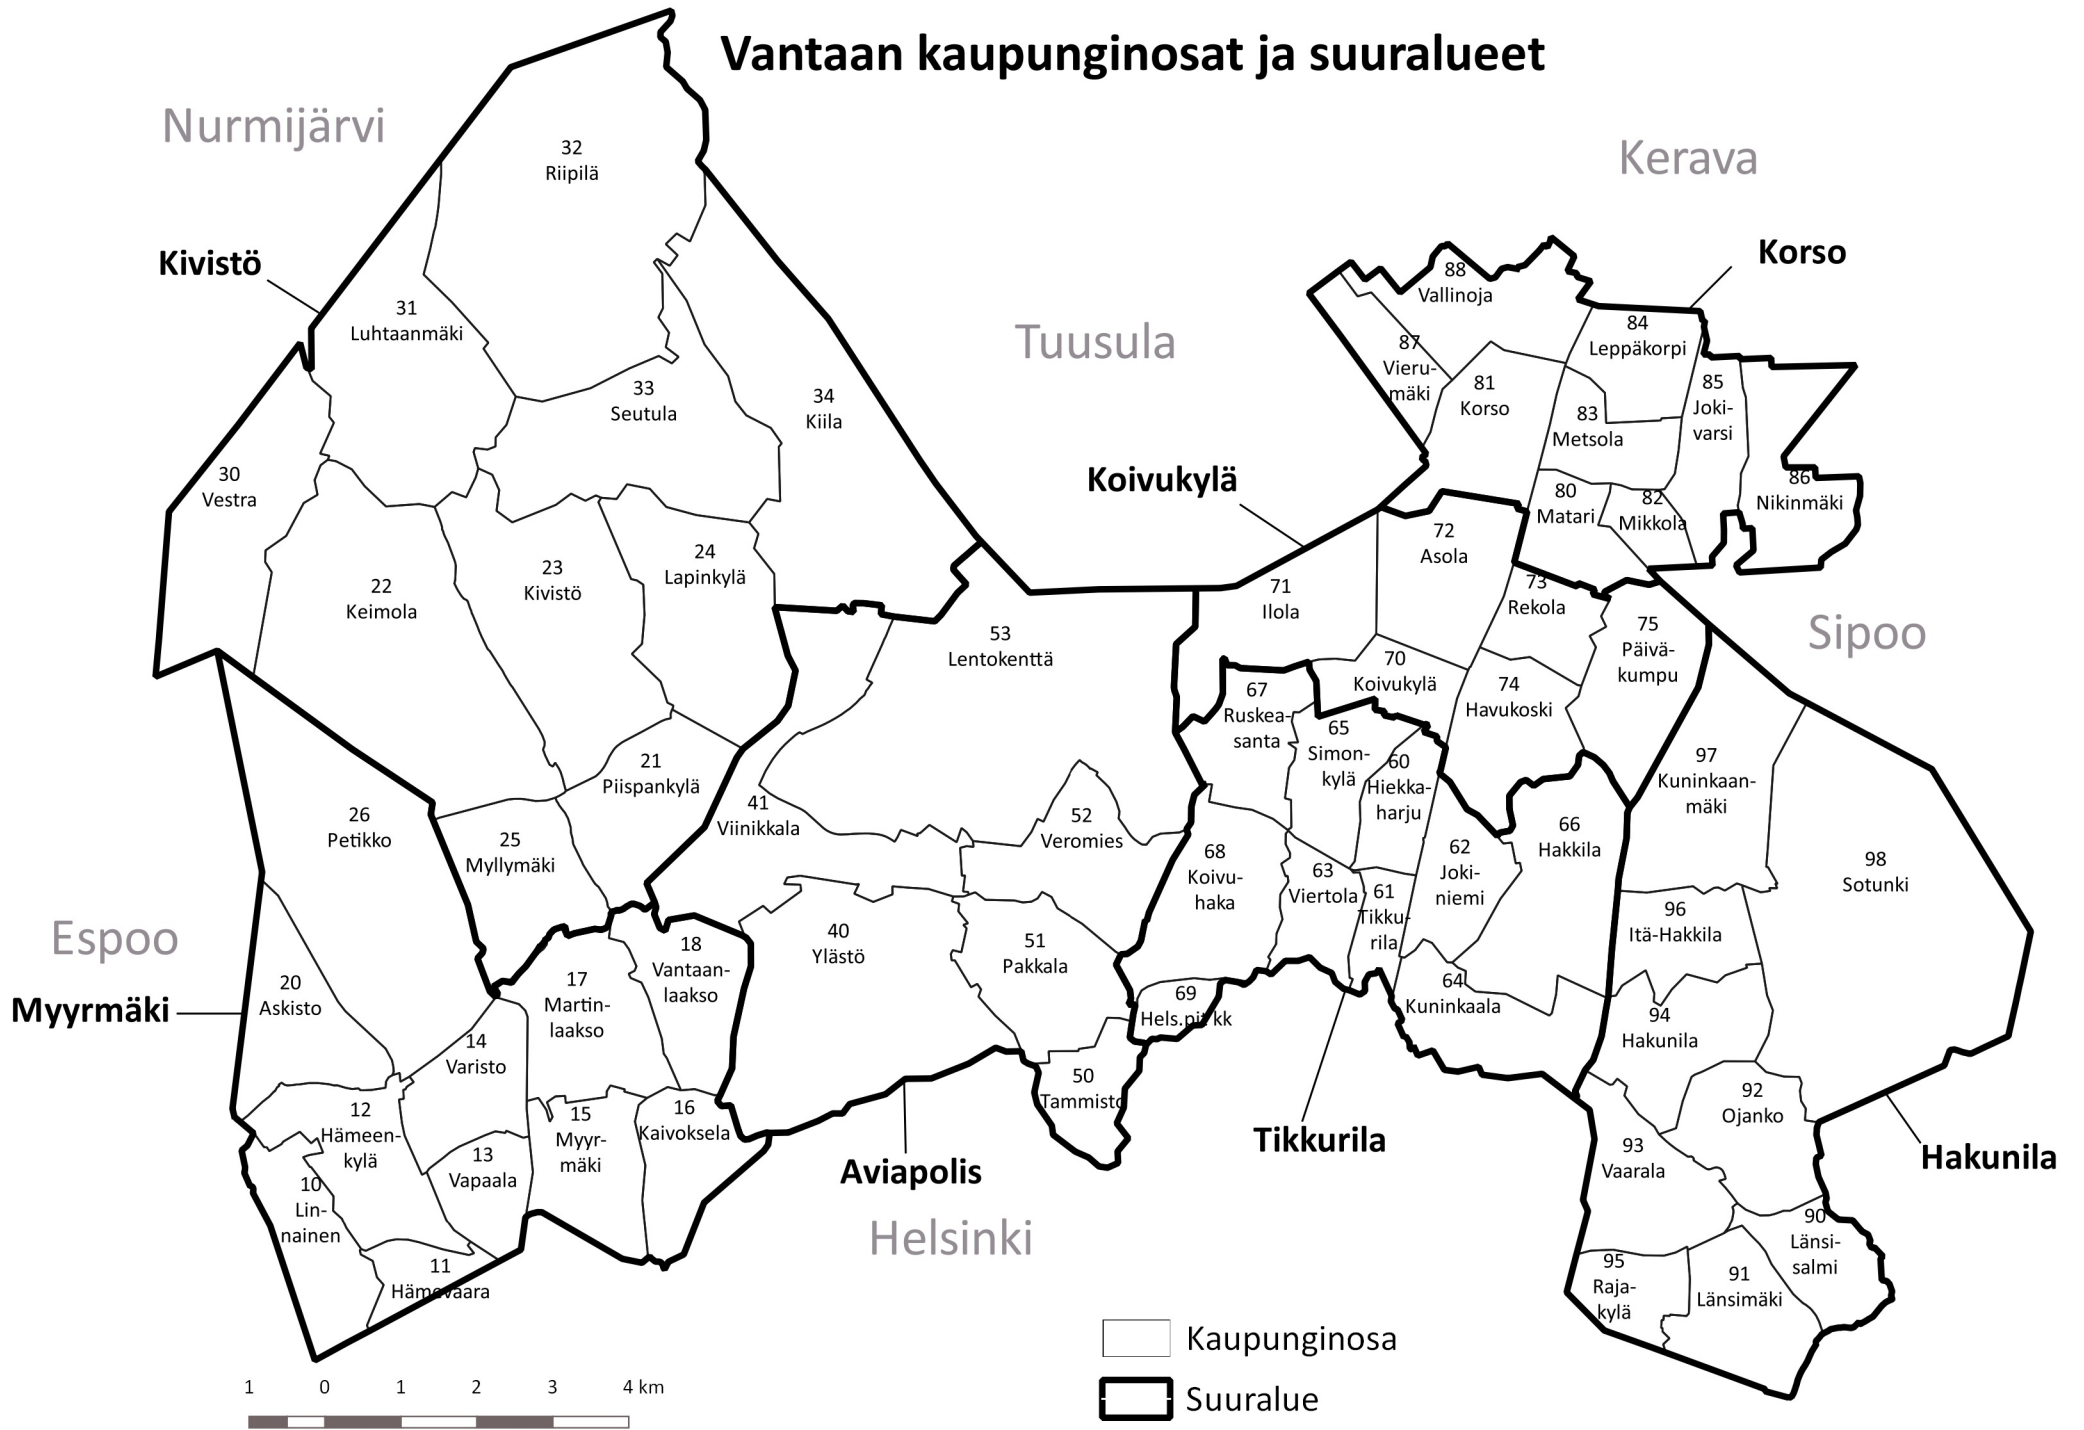 Vantaan kaupunginosat ja suuralueet
Nurmijärvi
Kerava
Tuusula
Sipoo
Espoo
Helsinki
Kivistö
Korso
Koivukylä
Myyrmäki
Aviapolis
Tikkurila
Hakunila
32
Riipilä
31
Luhtaanmäki
33
Seutula
34
Kiila
30
Vestra
22
Keimola
23
Kivistö
24
Lapinkylä
21
Piispankylä
25
Myllymäki
26
Petikko
20
Askisto
18
Vantaan-
laakso
17
Martin-
laakso
14
Varisto
12
Hämeen-
kylä
13
Vapaala
15
Myyr-
mäki
16
Kaivoksela
10
Lin-
nainen
11
Hämevaara
53
Lentokenttä
41
Viinikkala
52
Veromies
40
Ylästö
51
Pakkala
50
Tammisto
88
Vallinoja
87
Vieru-
mäki
81
Korso
84
Leppäkorpi
83
Metsola
85
Joki-
varsi
86
Nikinmäki
80
Matari
82
Mikkola
72
Asola
71
Ilola
73
Rekola
75
Päivä-
kumpu
70
Koivukylä
74
Havukoski
67
Ruskea-
santa
65
Simon-
kylä
60
Hiekka-
harju
62
Joki-
niemi
66
Hakkila
68
Koivu-
haka
63
Viertola
61
Tikku-
rila
64
Kuninkaala
69
Hels.pit kk
97
Kuninkaan-
mäki
98
Sotunki
96
Itä-Hakkila
94
Hakunila
92
Ojanko
93
Vaarala
90
Länsi-
salmi
91
Länsimäki
95
Raja-
kylä
Kaupunginosa
Suuralue
1 0 1 2 3 4 km